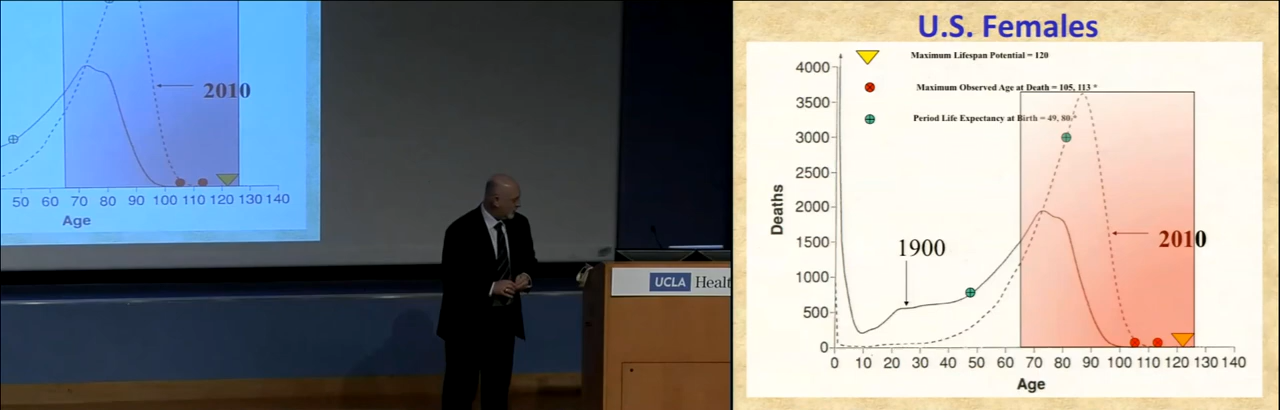 2010
50 60 70 80 90 100 110 120 130 140
Age
UCLA Healt
U.S. Females
Maximum Lifespan Potential = 120
Maximum Observed Age at Death = 105, 113 *
Period Life Expectancy at Birth = 49, 80 *
4000
3500
3000
2500
2000
1500
1000
500
0
Deaths
1900
2010
0 10 20 30 40 50 60 70 80 90 100 110 120 130 140
Age